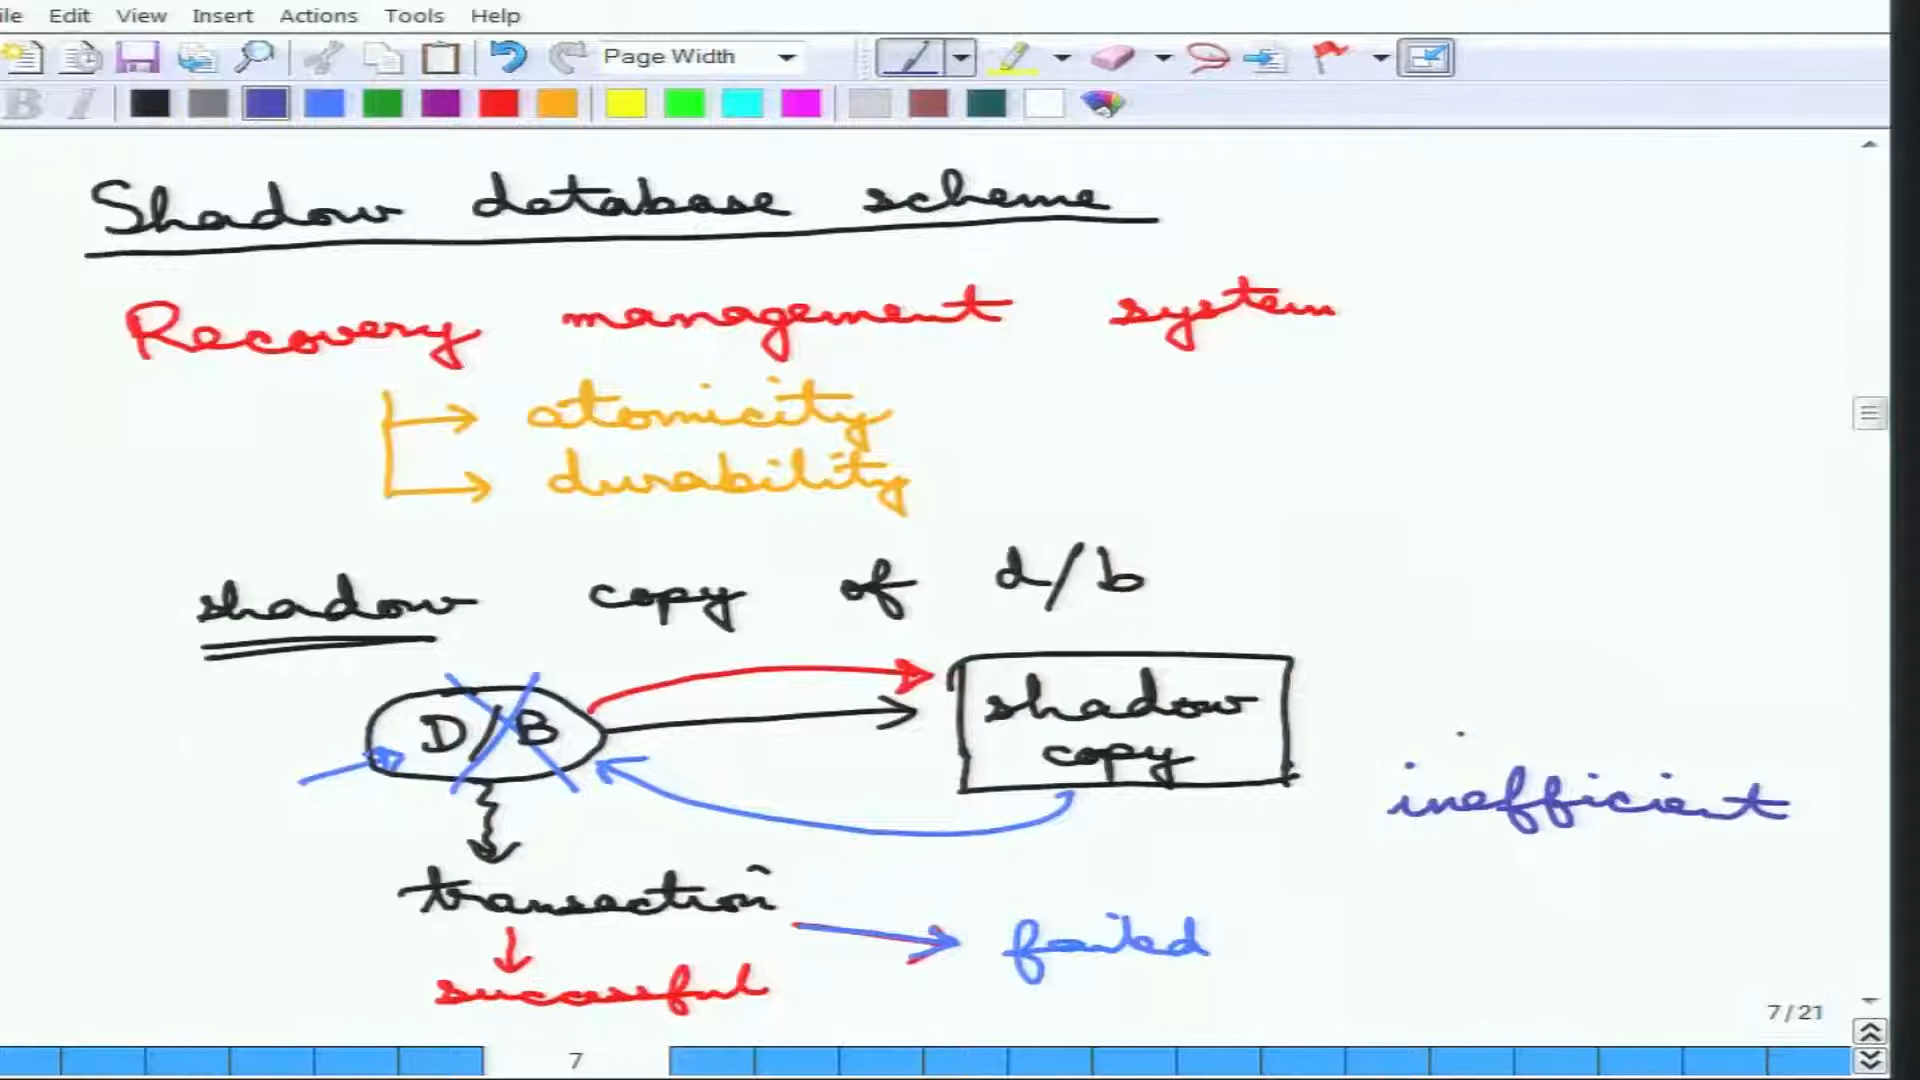 ile Edit View Insert Actions Tools Help
Page Width
B I
Shadow database scheme
Recovery management system
atomicity
durability
shadow copy of d/b
D/B
shadow
copy
inefficient
transaction
failed
successful
7/21
7